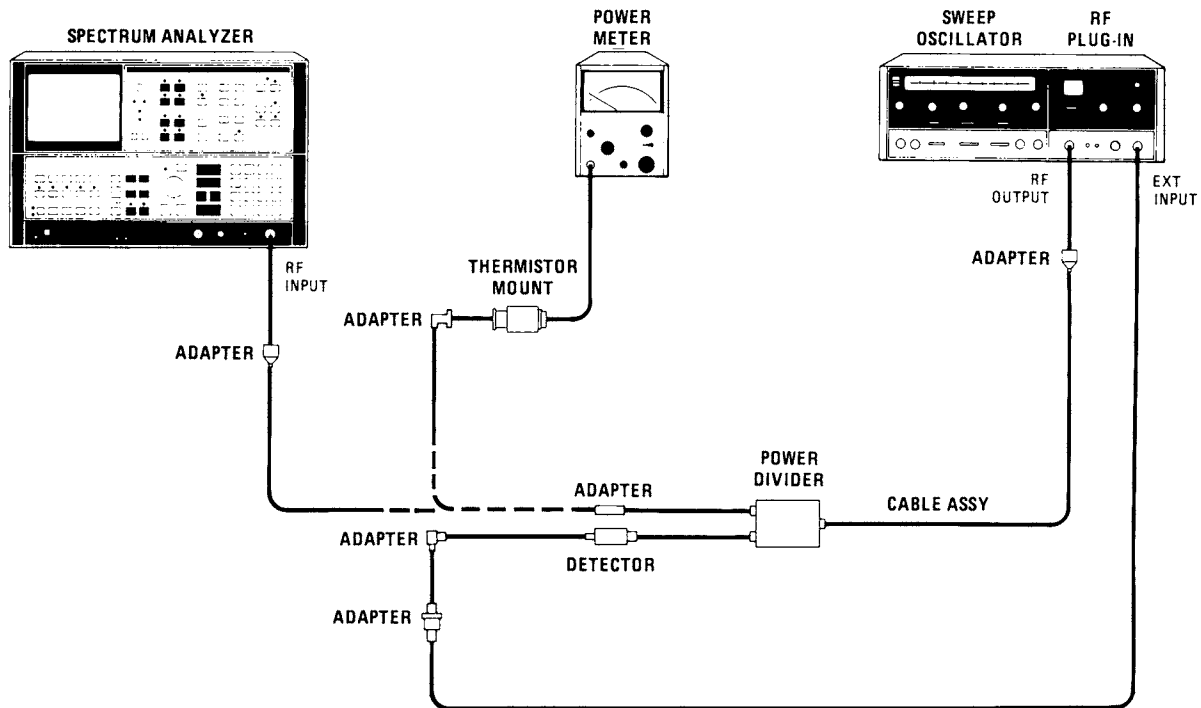 SPECTRUM ANALYZER
POWER
METER
SWEEP
OSCILLATOR
RF
PLUG-IN
RF
OUTPUT
EXT
INPUT
RF
INPUT
THERMISTOR
MOUNT
ADAPTER
ADAPTER
ADAPTER
POWER
DIVIDER
ADAPTER
CABLE ASSY
ADAPTER
DETECTOR
ADAPTER